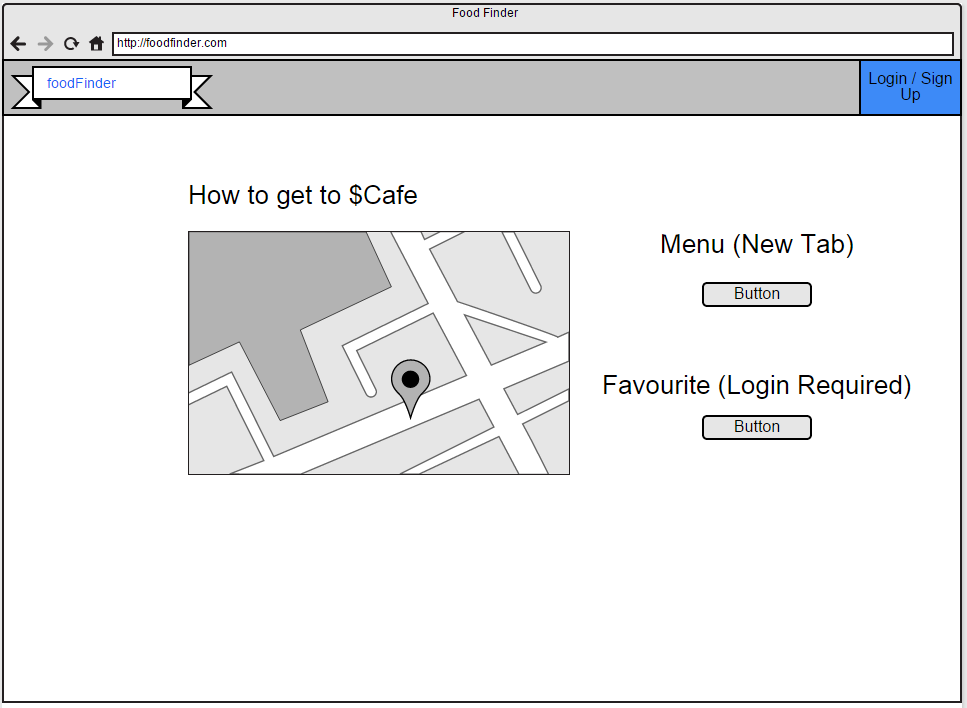 Food Finder
http://foodfinder.com
foodFinder
Login / Sign
Up
How to get to $Cafe
Menu (New Tab)
Button
Favourite (Login Required)
Button